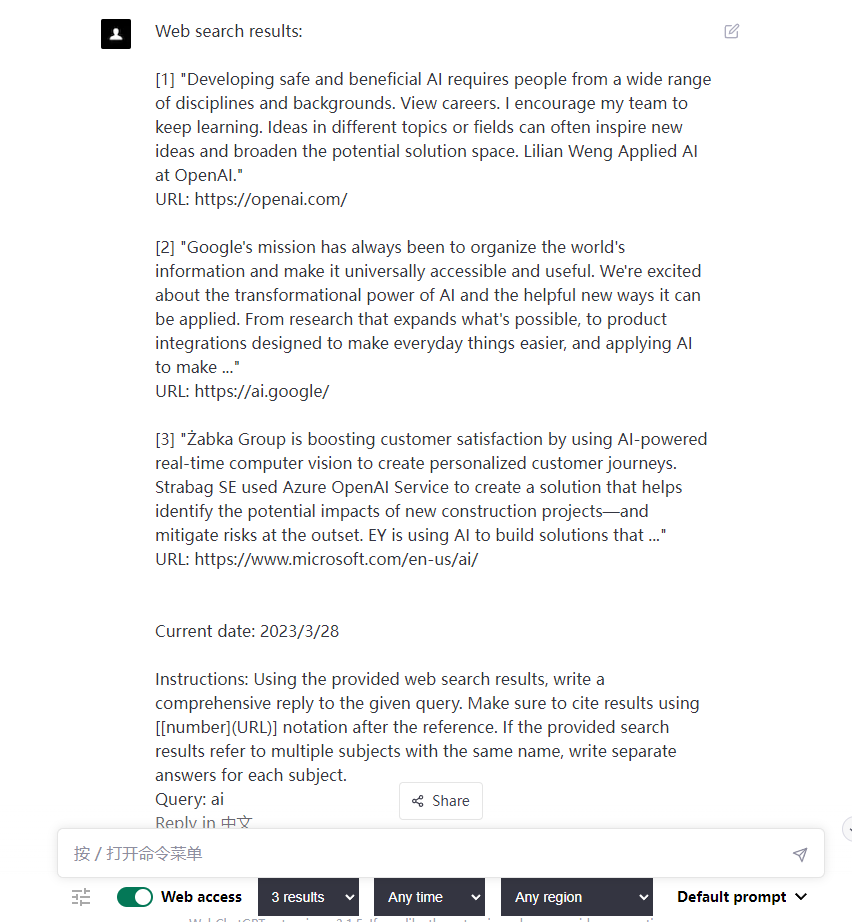 Web search results:
[1] "Developing safe and beneficial AI requires people from a wide range
of disciplines and backgrounds. View careers. I encourage my team to
keep learning. Ideas in different topics or fields can often inspire new
ideas and broaden the potential solution space. Lilian Weng Applied AI
at OpenAI."
URL: https://openai.com/
[2] "Google's mission has always been to organize the world's
information and make it universally accessible and useful. We're excited
about the transformational power of AI and the helpful new ways it can
be applied. From research that expands what's possible, to product
integrations designed to make everyday things easier, and applying AI
to make ..."
URL: https://ai.google/
[3] "Żabka Group is boosting customer satisfaction by using AI-powered
real-time computer vision to create personalized customer journeys.
Strabag SE used Azure OpenAI Service to create a solution that helps
identify the potential impacts of new construction projects—and
mitigate risks at the outset. EY is using AI to build solutions that ..."
URL: https://www.microsoft.com/en-us/ai/
Current date: 2023/3/28
Instructions: Using the provided web search results, write a
comprehensive reply to the given query. Make sure to cite results using
[[number](URL)] notation after the reference. If the provided search
results refer to multiple subjects with the same name, write separate
answers for each subject.
Query: ai
Share
Reply in 中文
按 / 打开命令菜单
Web access
3 results
Any time
Any region
Default prompt